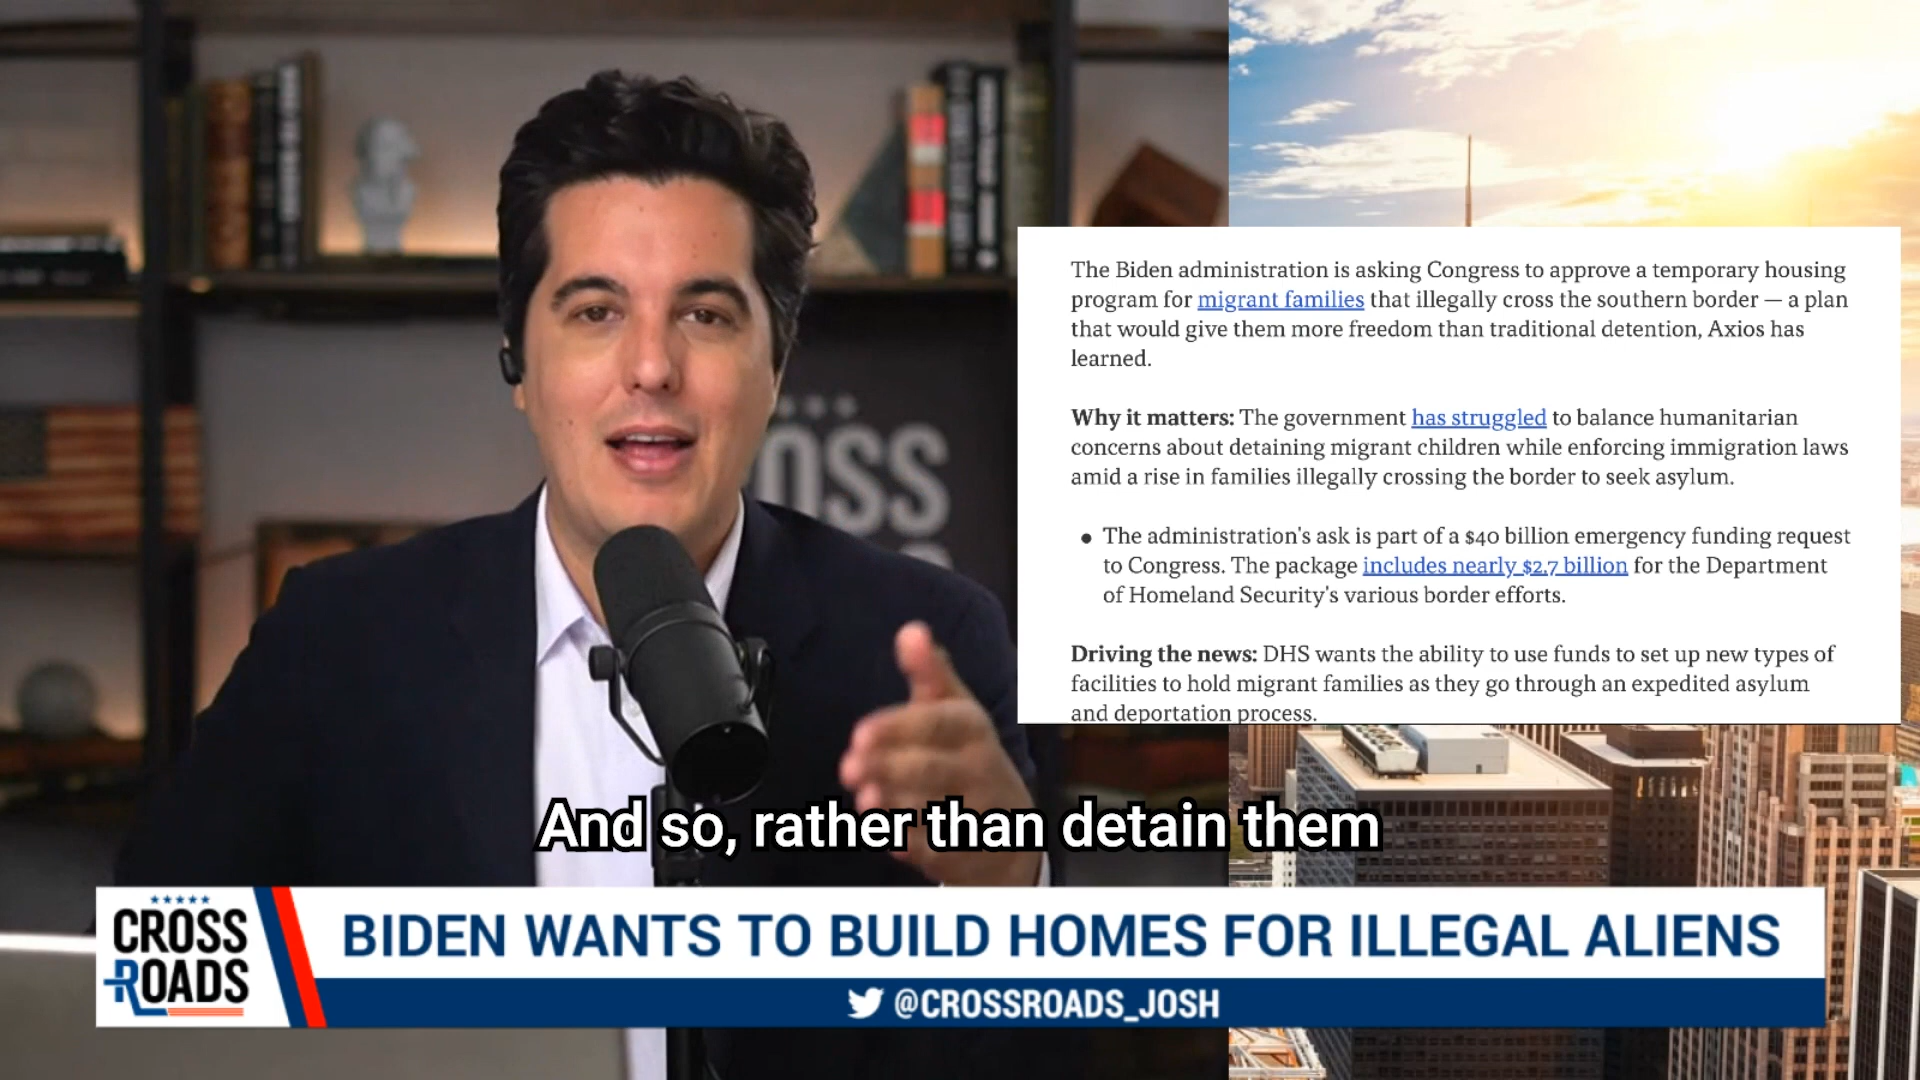 The Biden administration is asking Congress to approve a temporary housing
program for migrant families that illegally cross the southern border — a plan
that would give them more freedom than traditional detention, Axios has
learned.
Why it matters: The government has struggled to balance humanitarian
concerns about detaining migrant children while enforcing immigration laws
amid a rise in families illegally crossing the border to seek asylum.
• The administration's ask is part of a $40 billion emergency funding request
to Congress. The package includes nearly $2.7 billion for the Department
of Homeland Security's various border efforts.
Driving the news: DHS wants the ability to use funds to set up new types of
facilities to hold migrant families as they go through an expedited asylum
and deportation process.
OSS
And so, rather than detain them
CROSS
ROADS
BIDEN WANTS TO BUILD HOMES FOR ILLEGAL ALIENS
@CROSSROADS_JOSH